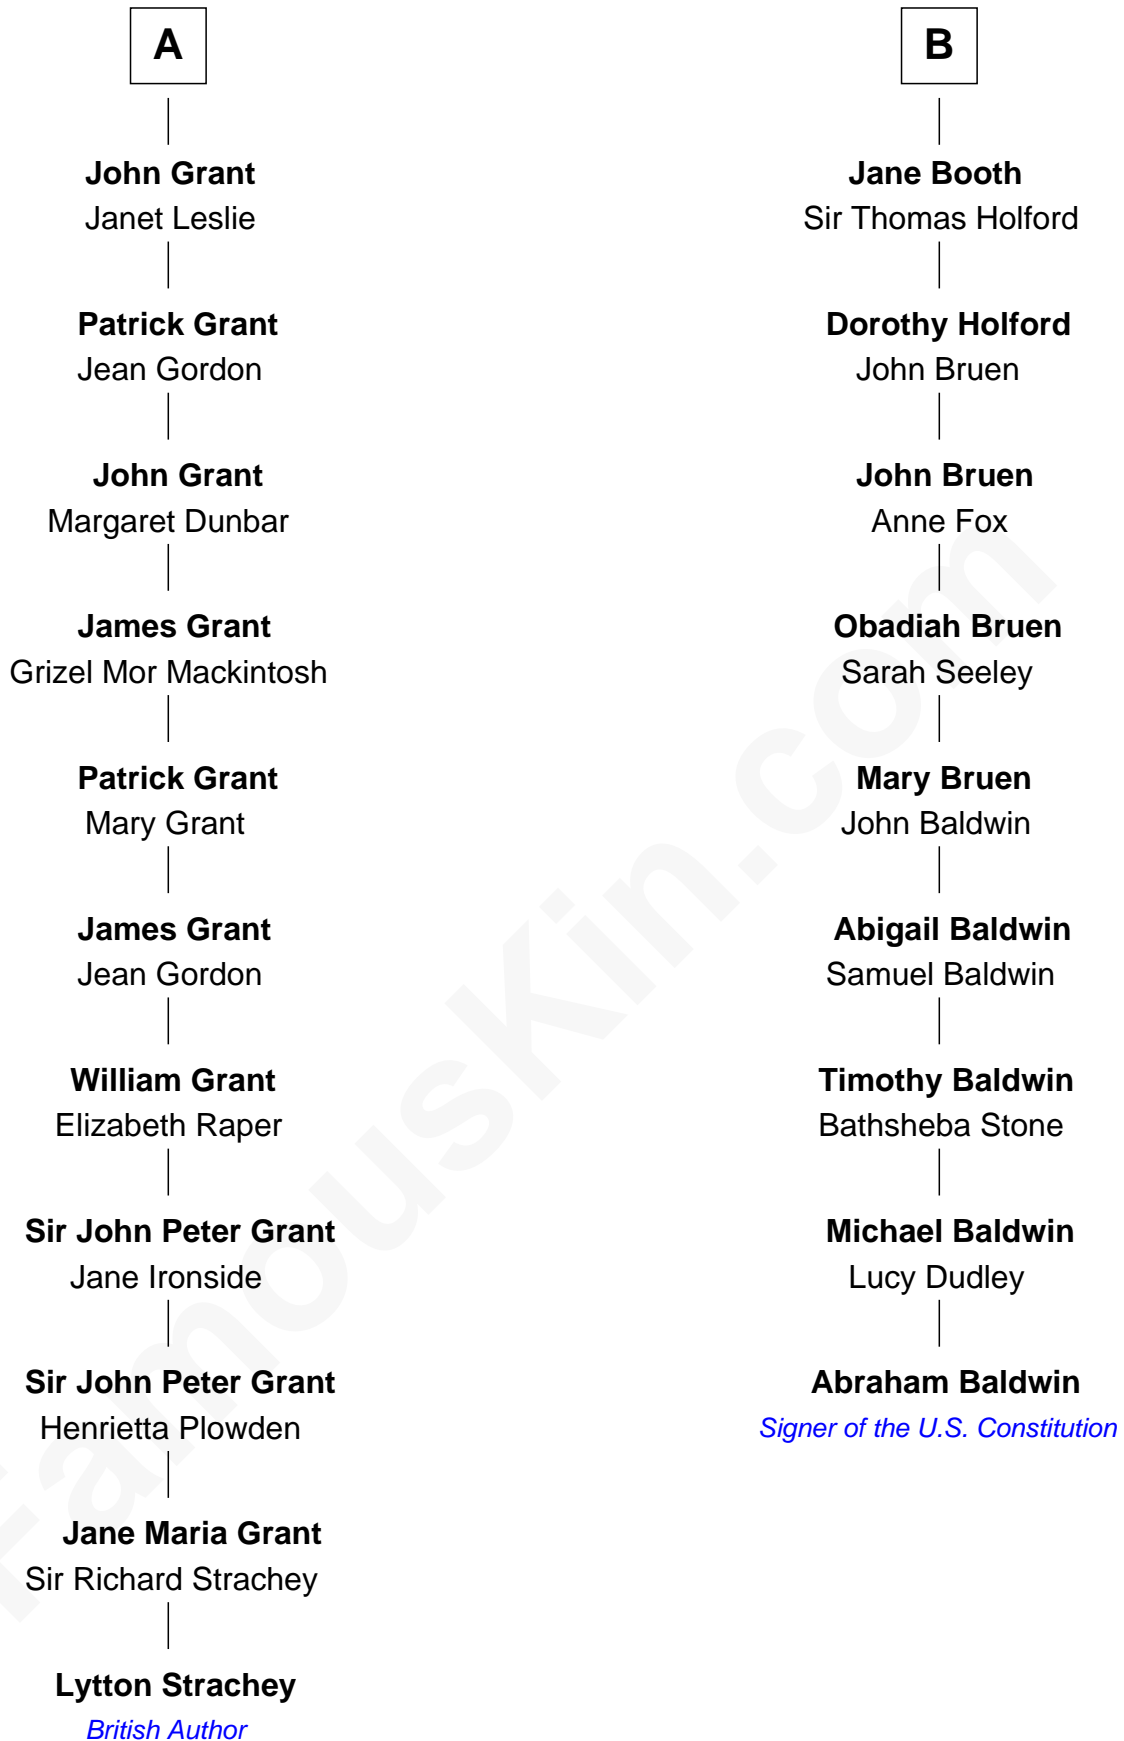 A
John Grant
Janet Leslie
Patrick Grant
Jean Gordon
John Grant
Margaret Dunbar
James Grant
Grizel Mor Mackintosh
Patrick Grant
Mary Grant
James Grant
Jean Gordon
William Grant
Elizabeth Raper
Sir John Peter Grant
Jane Ironside
Sir John Peter Grant
Henrietta Plowden
Jane Maria Grant
Sir Richard Strachey
Lytton Strachey
British Author
B
Jane Booth
Sir Thomas Holford
Dorothy Holford
John Bruen
John Bruen
Anne Fox
Obadiah Bruen
Sarah Seeley
Mary Bruen
John Baldwin
Abigail Baldwin
Samuel Baldwin
Timothy Baldwin
Bathsheba Stone
Michael Baldwin
Lucy Dudley
Abraham Baldwin
Signer of the U.S. Constitution
FamousKin.com